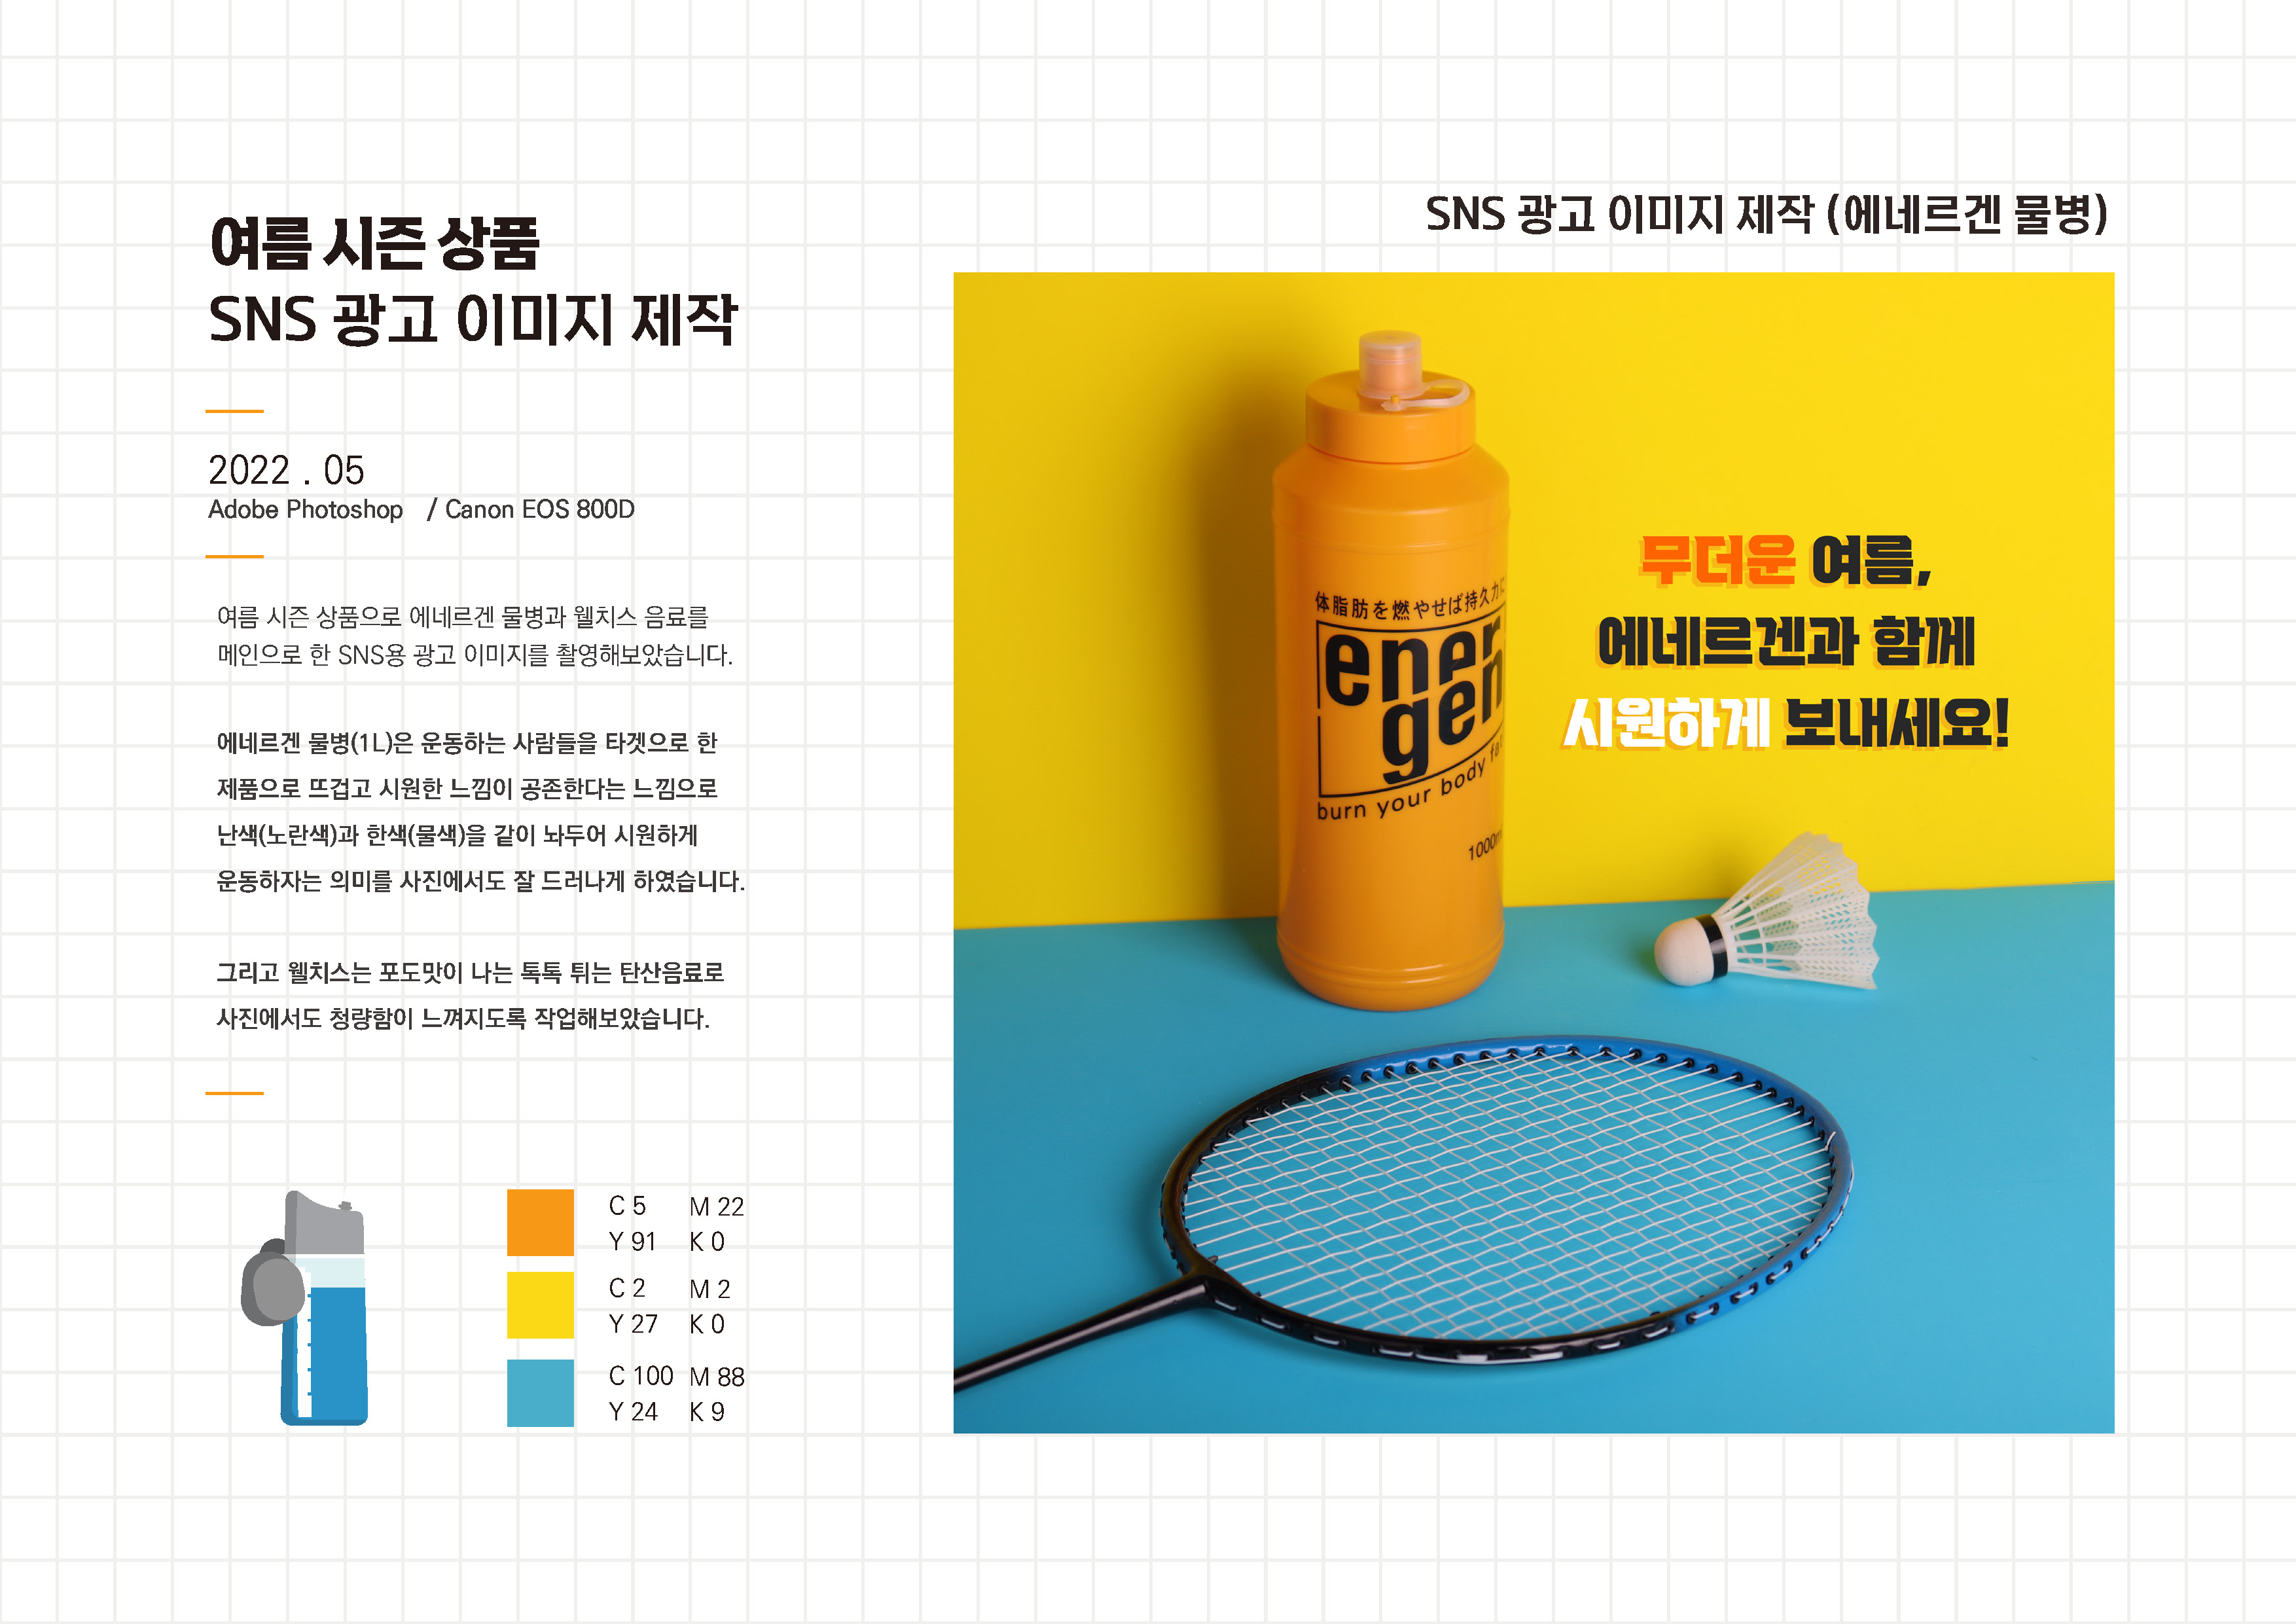 여름 시즌 상품
SNS 광고 이미지 제작
2022 . 05
Adobe Photoshop / Canon EOS 800D
여름 시즌 상품으로 에네르겐 물병과 웰치스 음료를
메인으로 한 SNS용 광고 이미지를 촬영해보았습니다.
에네르겐 물병(1L)은 운동하는 사람들을 타겟으로 한
제품으로 뜨겁고 시원한 느낌이 공존한다는 느낌으로
난색(노란색)과 한색(물색)을 같이 놔두어 시원하게
운동하자는 의미를 사진에서도 잘 드러나게 하였습니다.
그리고 웰치스는 포도맛이 나는 톡톡 튀는 탄산음료로
사진에서도 청량함이 느껴지도록 작업해보았습니다.
C 5 M 22
Y 91 K 0
C 2 M 2
Y 27 K 0
C 100 M 88
Y 24 K 9
SNS 광고 이미지 제작 (에네르겐 물병)
体脂肪を燃やせば持久力に
ener
gen
burn your body fa
1000m
무더운 여름,
에네르겐과 함께
시원하게 보내세요!